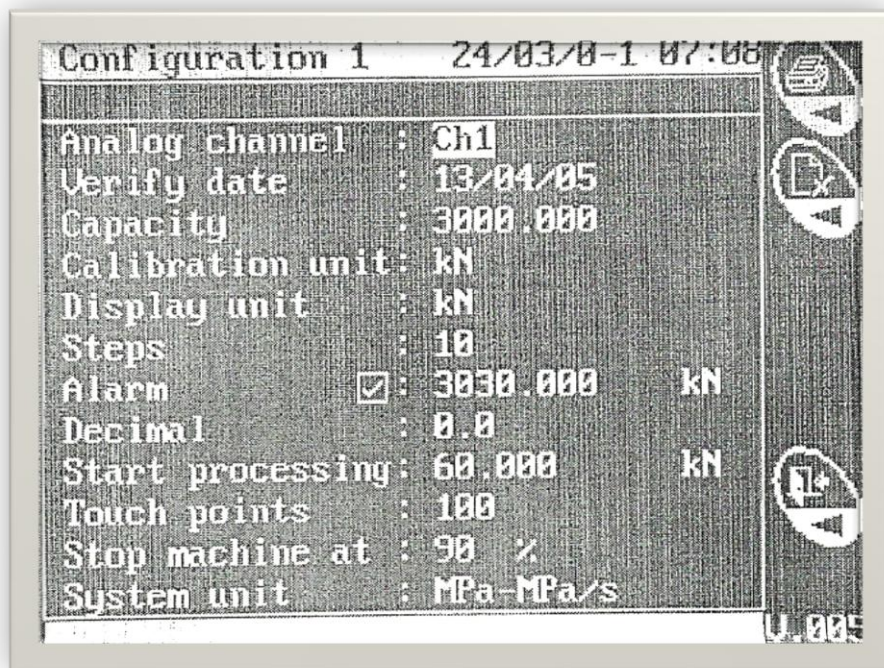 Configuration 1 24/03/0-1 07:08
Analog channel : Ch1
Verify date : 13/04/05
Capacity : 3000.000
Calibration unit: kN
Display unit : kN
Steps : 10
Alarm : 3030.000 kN
Decimal : 0.0
Start processing: 60.000 kN
Touch points : 100
Stop machine at : 90 %
System unit : MPa-MPa/s
V.005